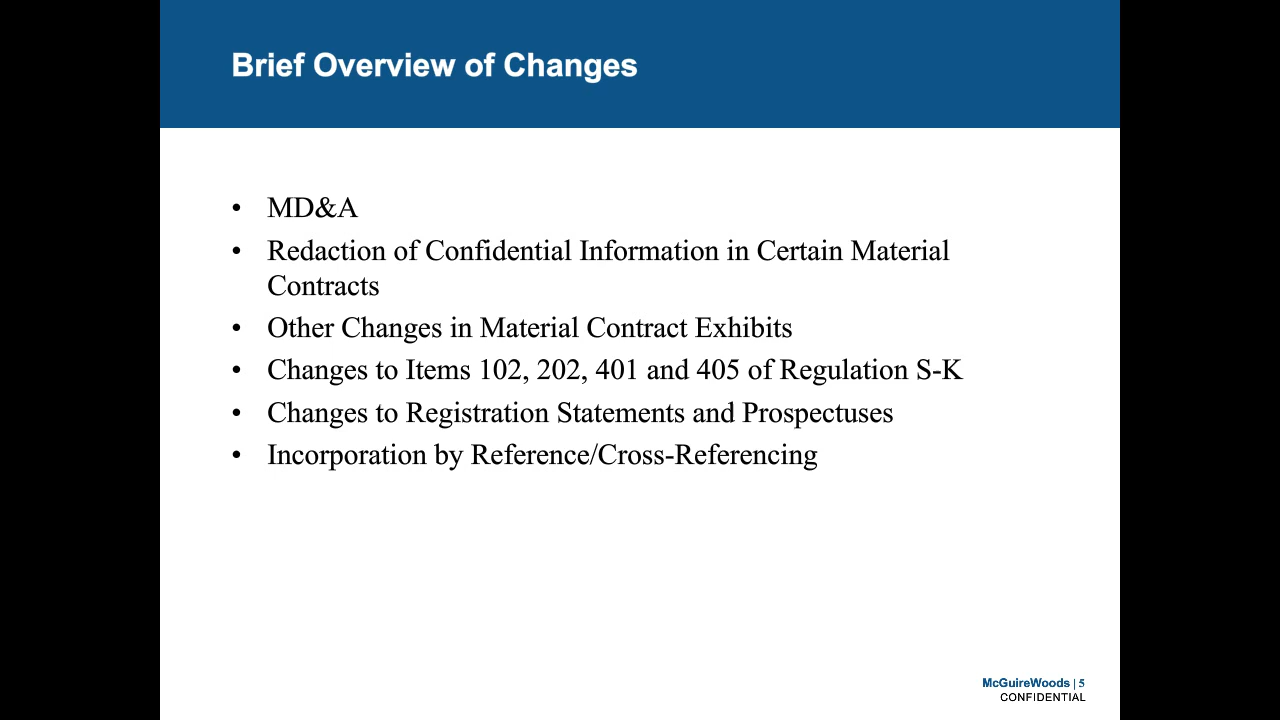 Brief Overview of Changes
• MD&A
• Redaction of Confidential Information in Certain Material
Contracts
• Other Changes in Material Contract Exhibits
• Changes to Items 102, 202, 401 and 405 of Regulation S-K
• Changes to Registration Statements and Prospectuses
• Incorporation by Reference/Cross-Referencing
McGuireWoods | 5
CONFIDENTIAL